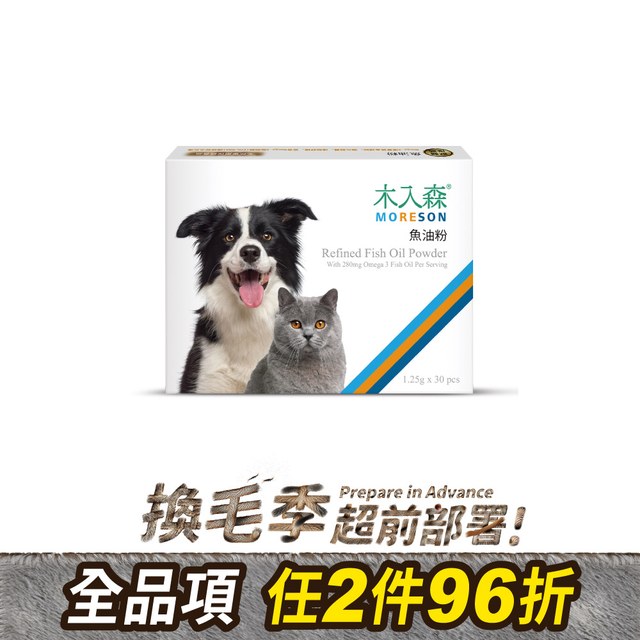 木入森®
MORESON
魚油粉
Refined Fish Oil Powder
With 280mg Omega 3 Fish Oil Per Serving
1.25g x 30 pcs
換毛季
Prepare in Advance
超前部署!
全品項 任2件96折